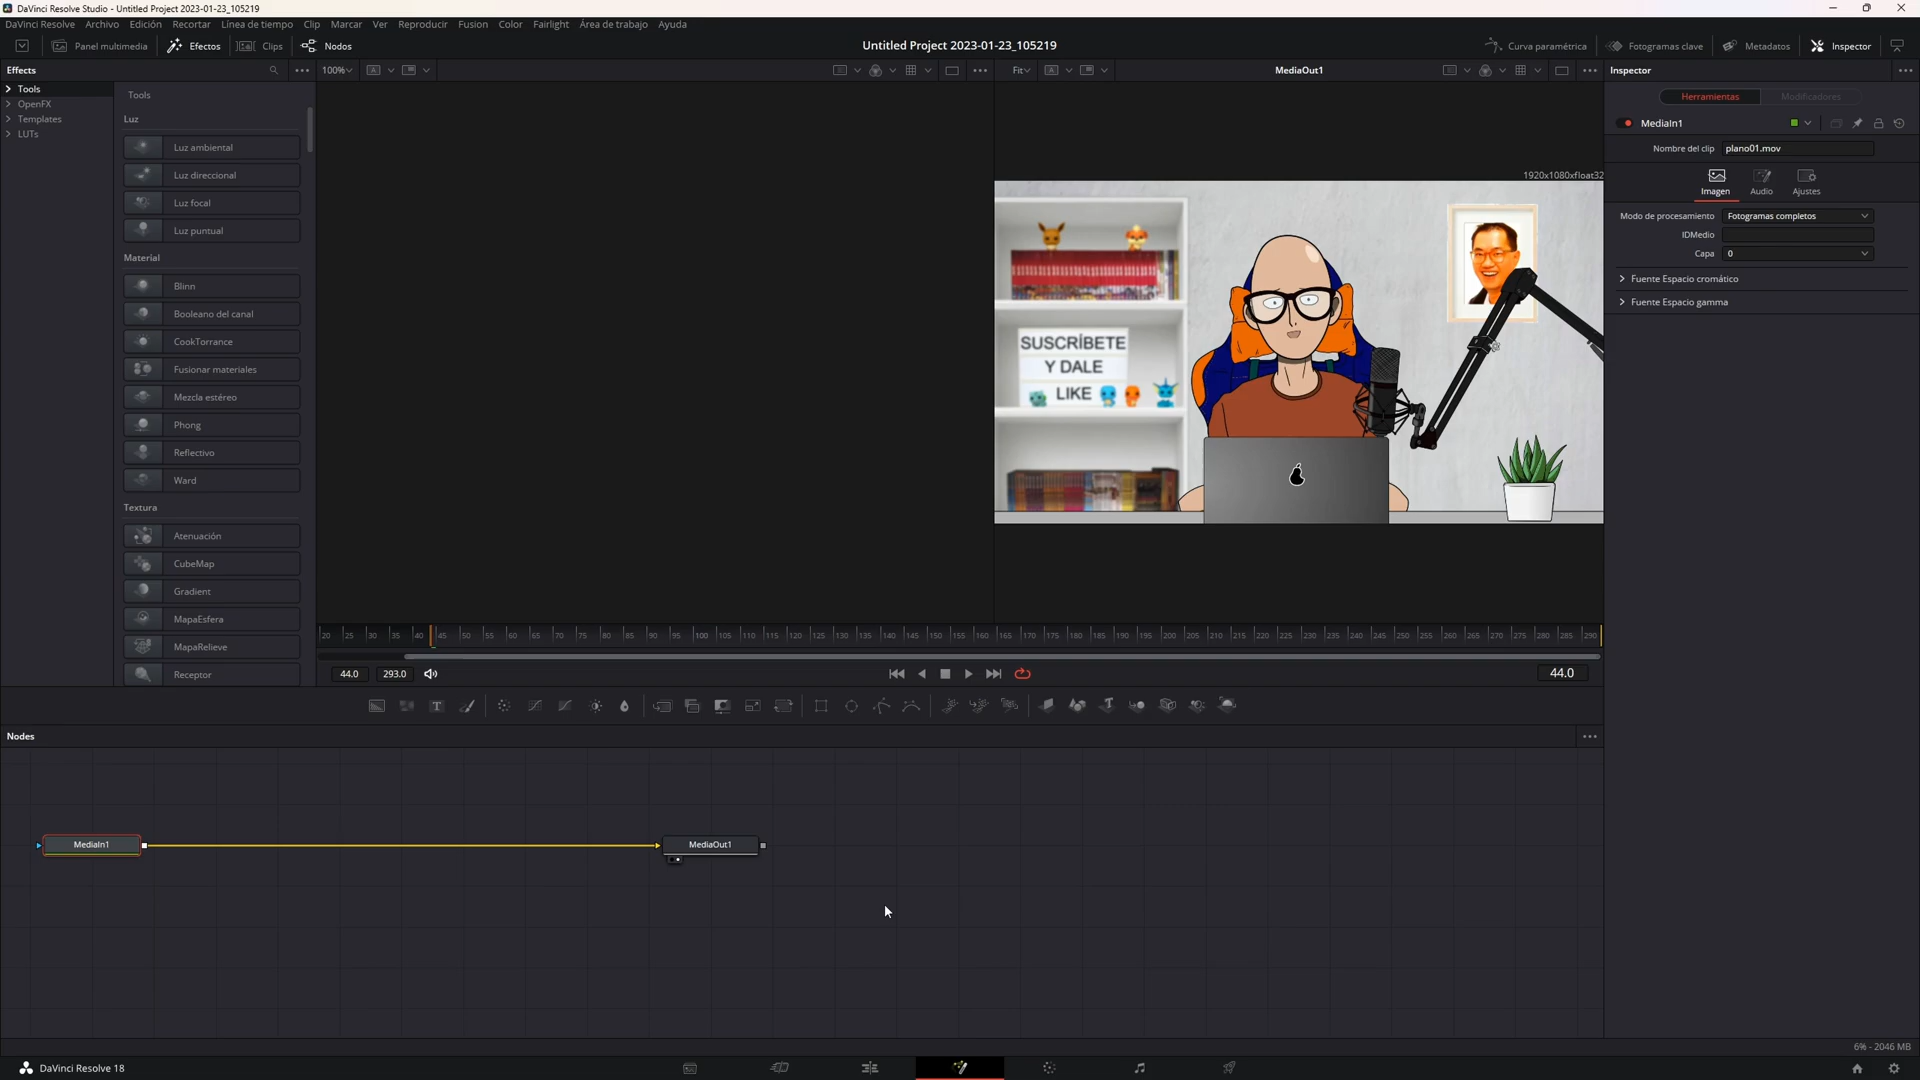 DaVinci Resolve Studio - Untitled Project 2023-01-23_105219
DaVinci Resolve Archivo Edición Recortar Línea de tiempo Clip Marcar Ver Reproducir Fusion Color Fairlight Área de trabajo Ayuda
Panel multimedia Efectos Clips Nodos Untitled Project 2023-01-23_105219 Curva paramétrica Fotogramas clave Metadatos Inspector
Effects 100% Fit MediaOut1 Inspector
Tools
OpenFX
Templates
LUTs
Tools
Luz
Luz ambiental
Luz direccional
Luz focal
Luz puntual
Material
Blinn
Booleano del canal
CookTorrance
Fusionar materiales
Mezcla estéreo
Phong
Reflectivo
Ward
Textura
Atenuación
CubeMap
Gradient
MapaEsfera
MapaRelieve
Receptor
1920x1080xfloat32
SUSCRÍBETE
Y DALE
LIKE
Herramientas Modificadores
MediaIn1
Nombre del clip plano01.mov
Imagen Audio Ajustes
Modo de procesamiento Fotogramas completos
IDMedio
Capa 0
Fuente Espacio cromático
Fuente Espacio gamma
20 25 30 35 40 45 50 55 60 65 70 75 80 85 90 95 100 105 110 115 120 125 130 135 140 145 150 155 160 165 170 175 180 185 190 195 200 205 210 215 220 225 230 235 240 245 250 255 260 265 270 275 280 285 290
44.0 293.0 44.0
T
Nodes
MediaIn1 MediaOut1
6% - 2046 MB
DaVinci Resolve 18